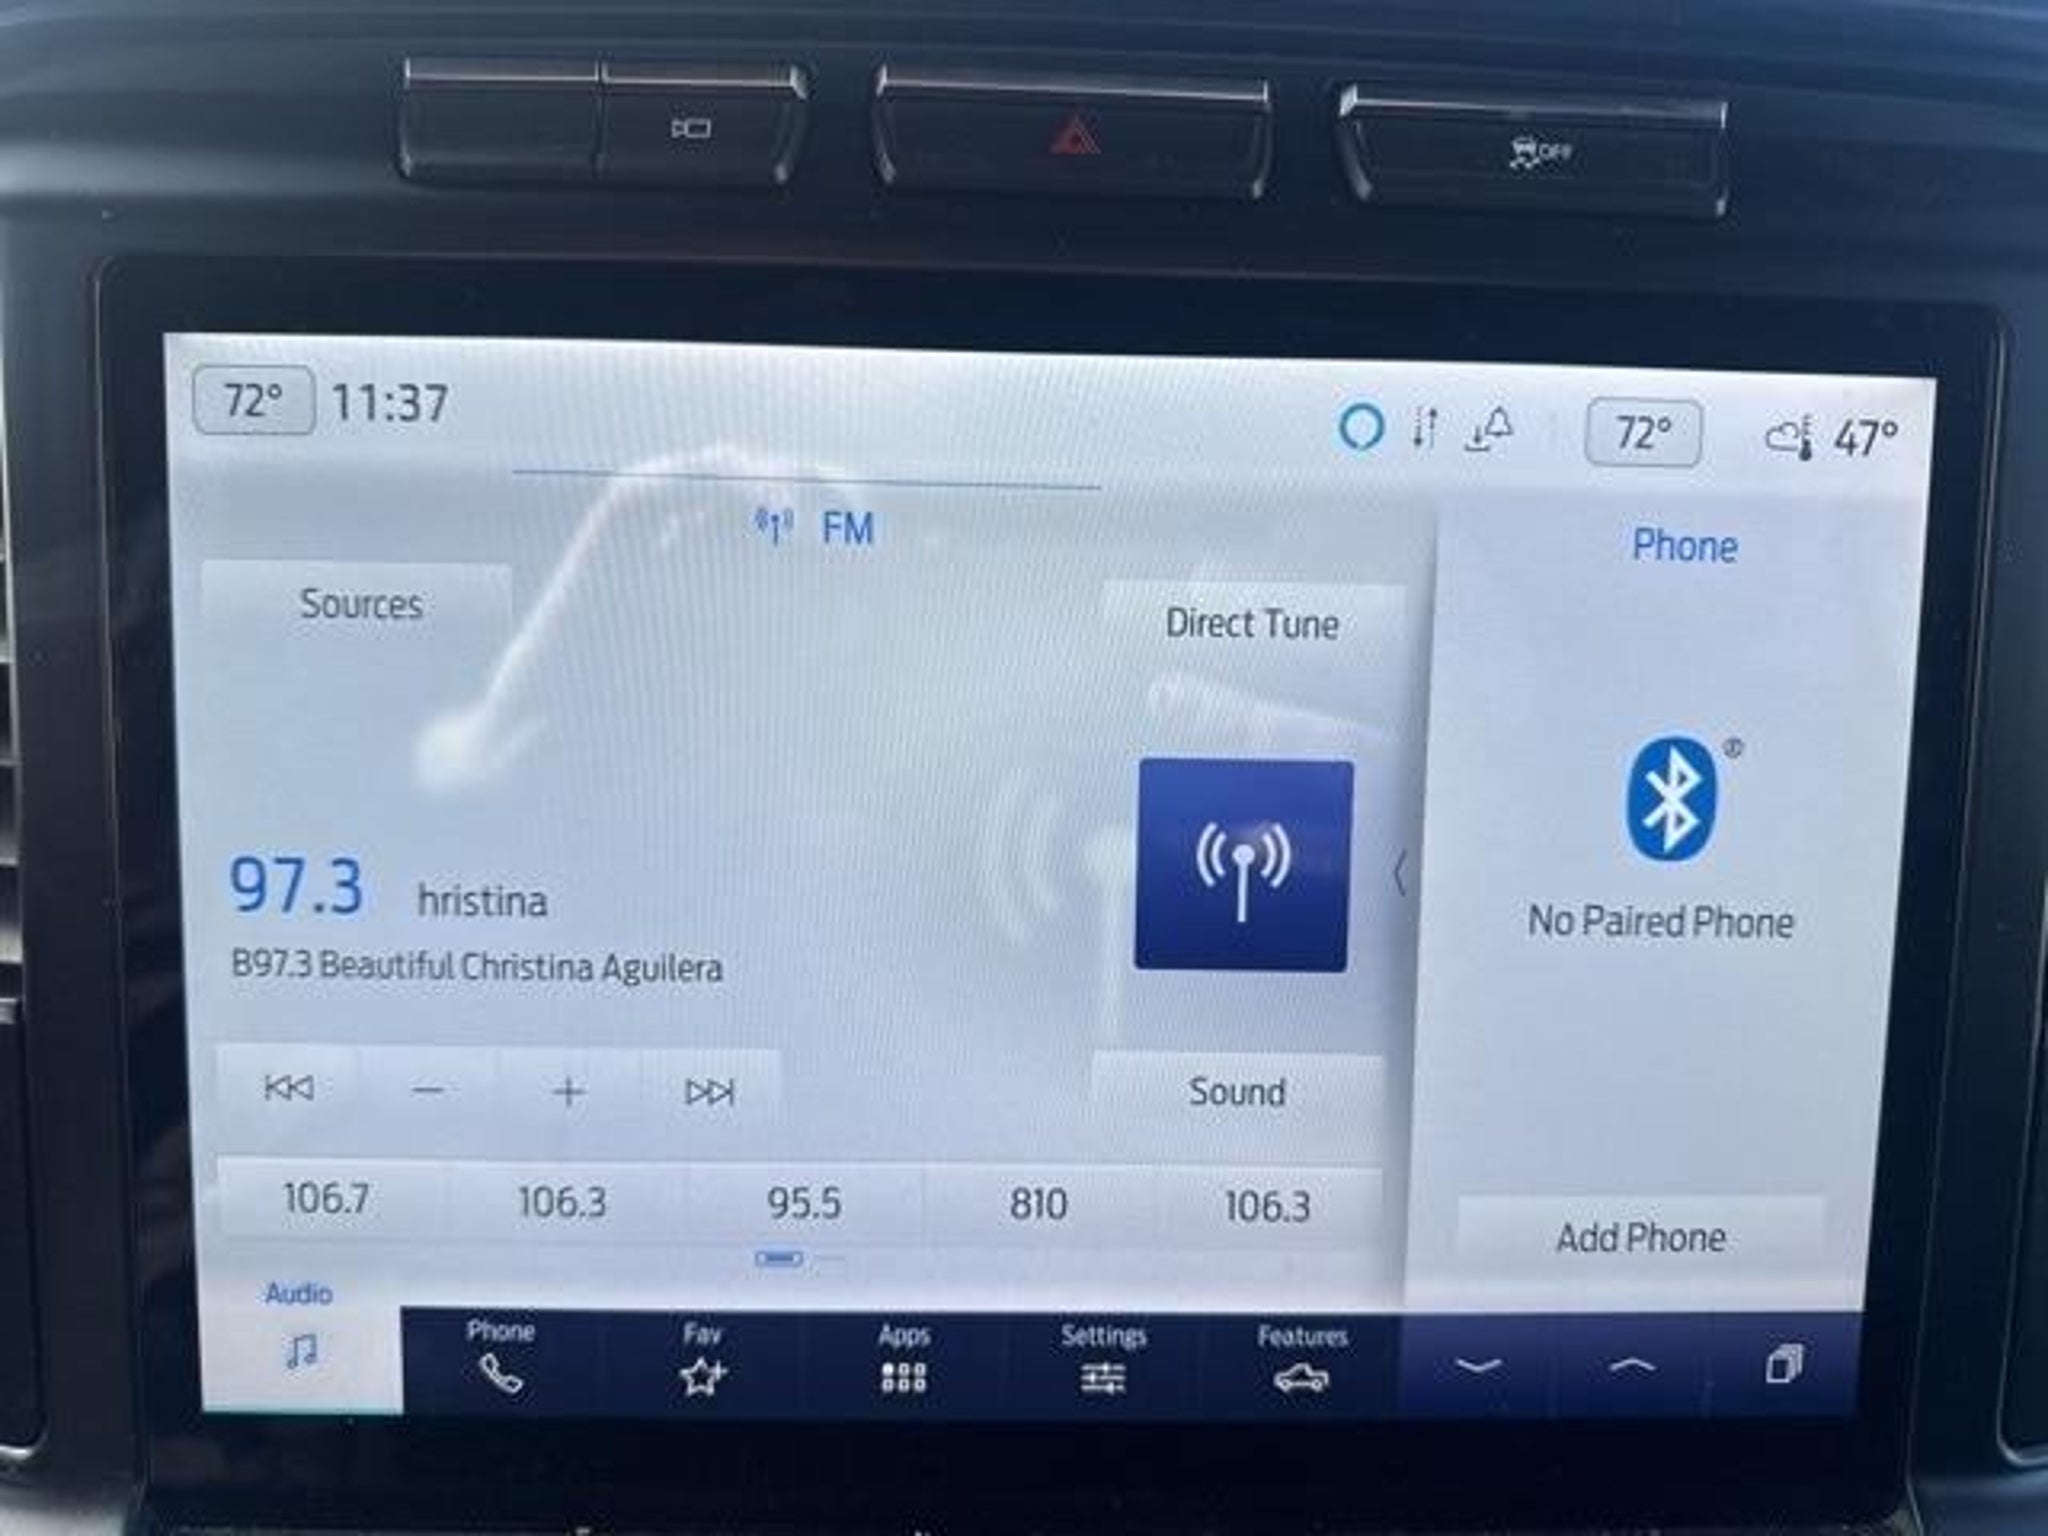 OFF
72° 11:37
72° 47°
FM
Phone
Sources
Direct Tune
97.3 hristina
B97.3 Beautiful Christina Aguilera
No Paired Phone
Sound
106.7 106.3 95.5 810 106.3
Add Phone
Audio
Phone Fav Apps Settings Features